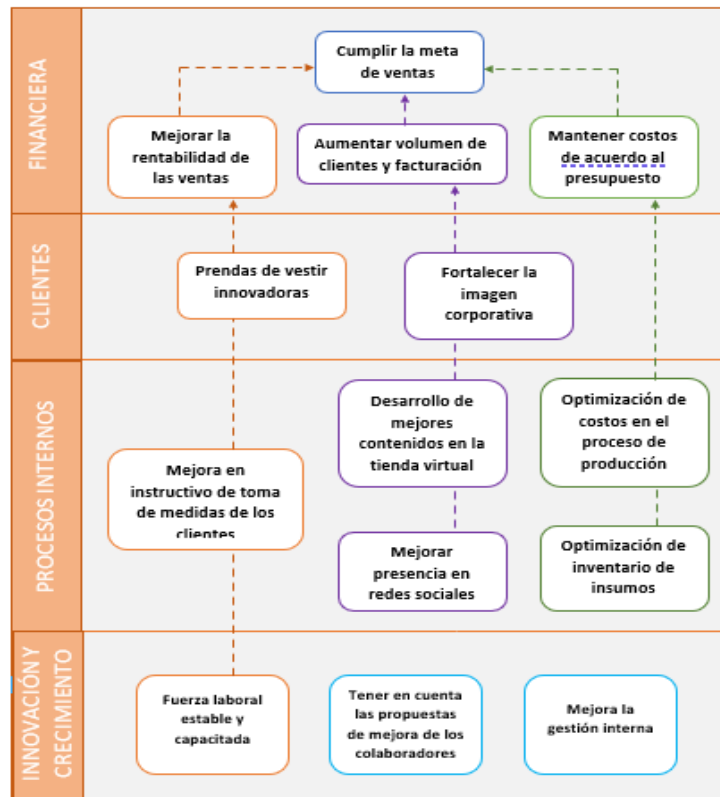 FINANCIERA
Cumplir la meta
de ventas
Mejorar la
rentabilidad de
las ventas
Aumentar volumen de
clientes y facturación
Mantener costos
de acuerdo al
presupuesto
CLIENTES
Prendas de vestir
innovadoras
Fortalecer la
imagen
corporativa
PROCESOS INTERNOS
Mejora en
instructivo de toma
de medidas de los
clientes
Desarrollo de
mejores
contenidos en la
tienda virtual
Optimización de
costos en el
proceso de
producción
Mejorar
presencia en
redes sociales
Optimización de
inventario de
insumos
INNOVACIÓN Y
CRECIMIENTO
Fuerza laboral
estable y
capacitada
Tener en cuenta
las propuestas
de mejora de los
colaboradores
Mejora la
gestión interna